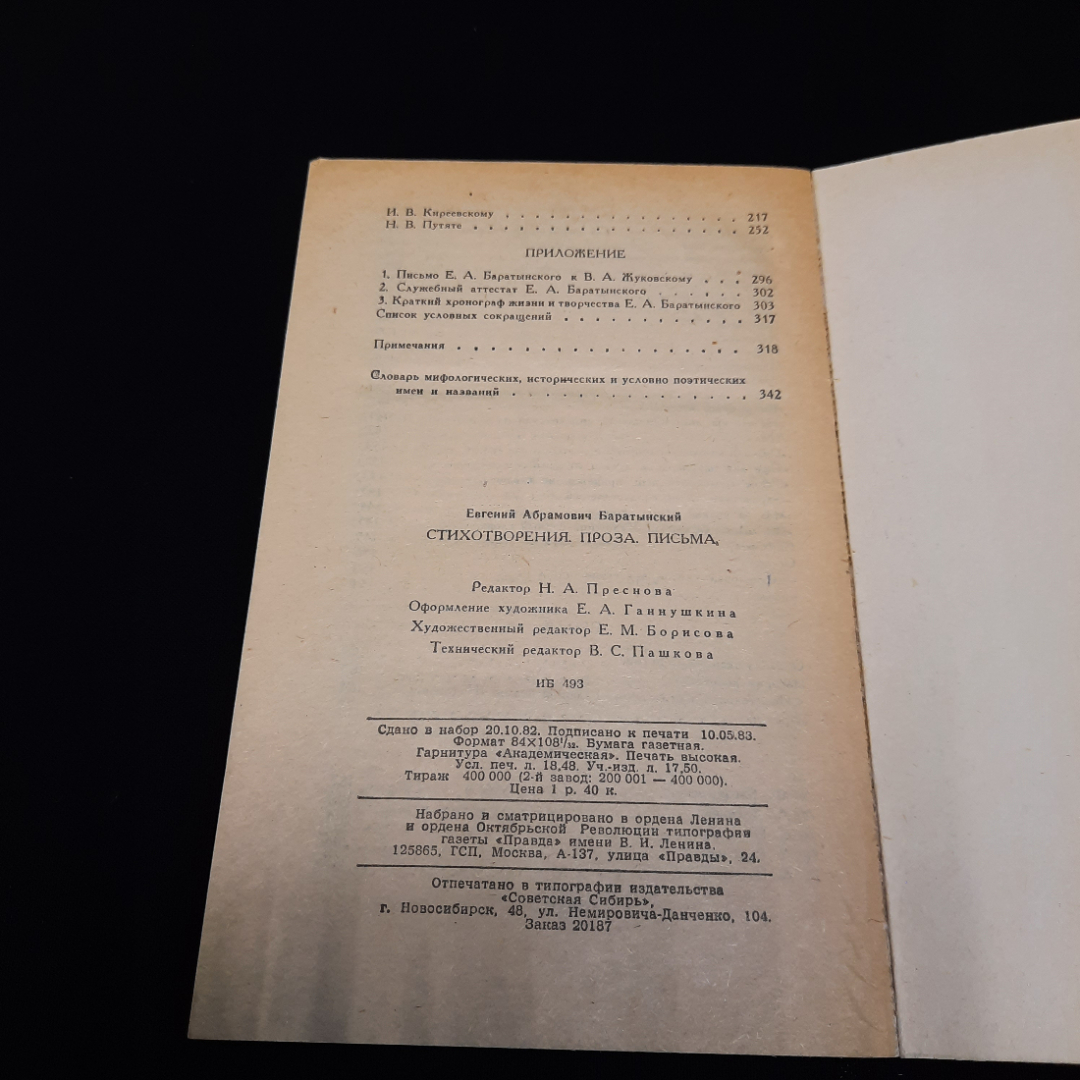 И. В. Киреевскому . . . . . . . . . . . . . . . . 217
Н. В. Путяте . . . . . . . . . . . . . . . . . . 252
ПРИЛОЖЕНИЕ
1. Письмо Е. А. Баратынского к В. А. Жуковскому . . . 296
2. Служебный аттестат Е. А. Баратынского . . . . . . 302
3. Краткий хронограф жизни и творчества Е. А. Баратынского 303
Список условных сокращений . . . . . . . . . . . . 317
Примечания . . . . . . . . . . . . . . . . . . 318
Словарь мифологических, исторических и условно поэтических
имен и названий . . . . . . . . . . . . . . . 342
Евгений Абрамович Баратынский
СТИХОТВОРЕНИЯ. ПРОЗА. ПИСЬМА.
Редактор Н. А. Преснова
Оформление художника Е. А. Ганнушкина
Художественный редактор Е. М. Борисова
Технический редактор В. С. Пашкова
ИБ 493
Сдано в набор 20.10.82. Подписано к печати 10.05.83.
Формат 84×108¹/₃₂. Бумага газетная.
Гарнитура «Академическая». Печать высокая.
Усл. печ. л. 18,48. Уч.-изд. л. 17,50.
Тираж 400 000 (2-й завод: 200 001 — 400 000).
Цена 1 р. 40 к.
Набрано и сматрицировано в ордена Ленина
и ордена Октябрьской Революции типографии
газеты «Правда» имени В. И. Ленина.
125865, ГСП, Москва, А-137, улица «Правды», 24.
Отпечатано в типографии издательства
«Советская Сибирь»,
г. Новосибирск, 48, ул. Немировича-Данченко, 104.
Заказ 20187